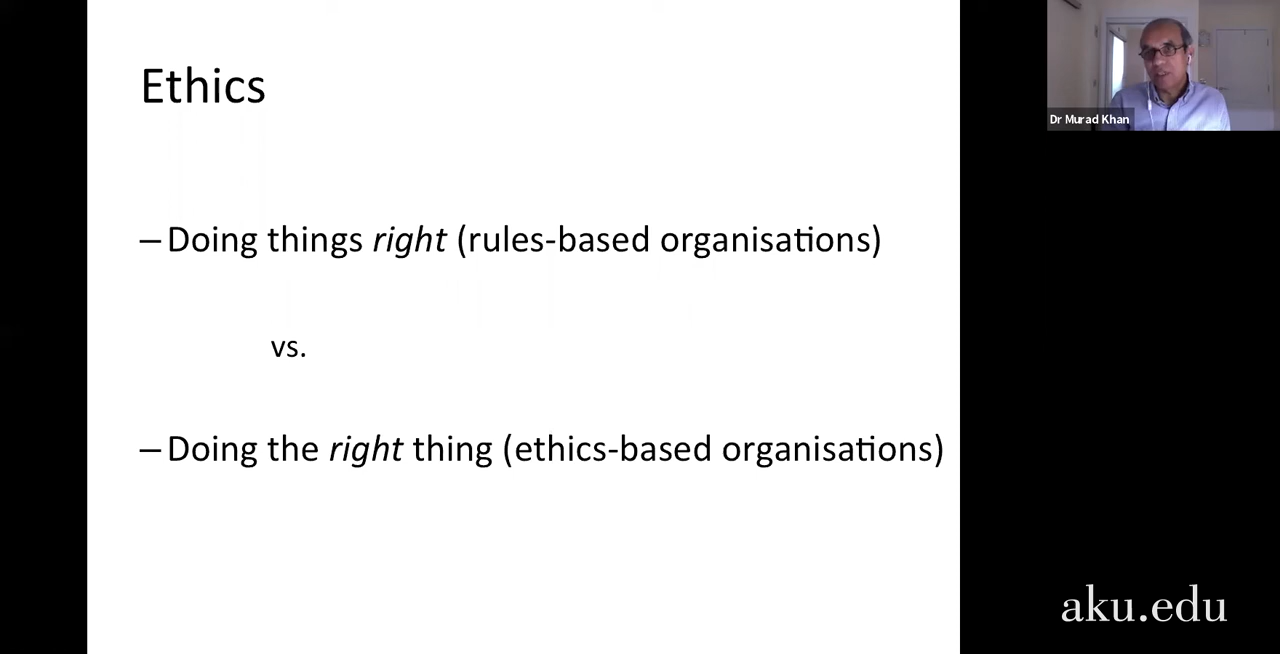 Ethics
Dr Murad Khan
– Doing things right (rules-based organisations)
vs.
– Doing the right thing (ethics-based organisations)
aku.edu